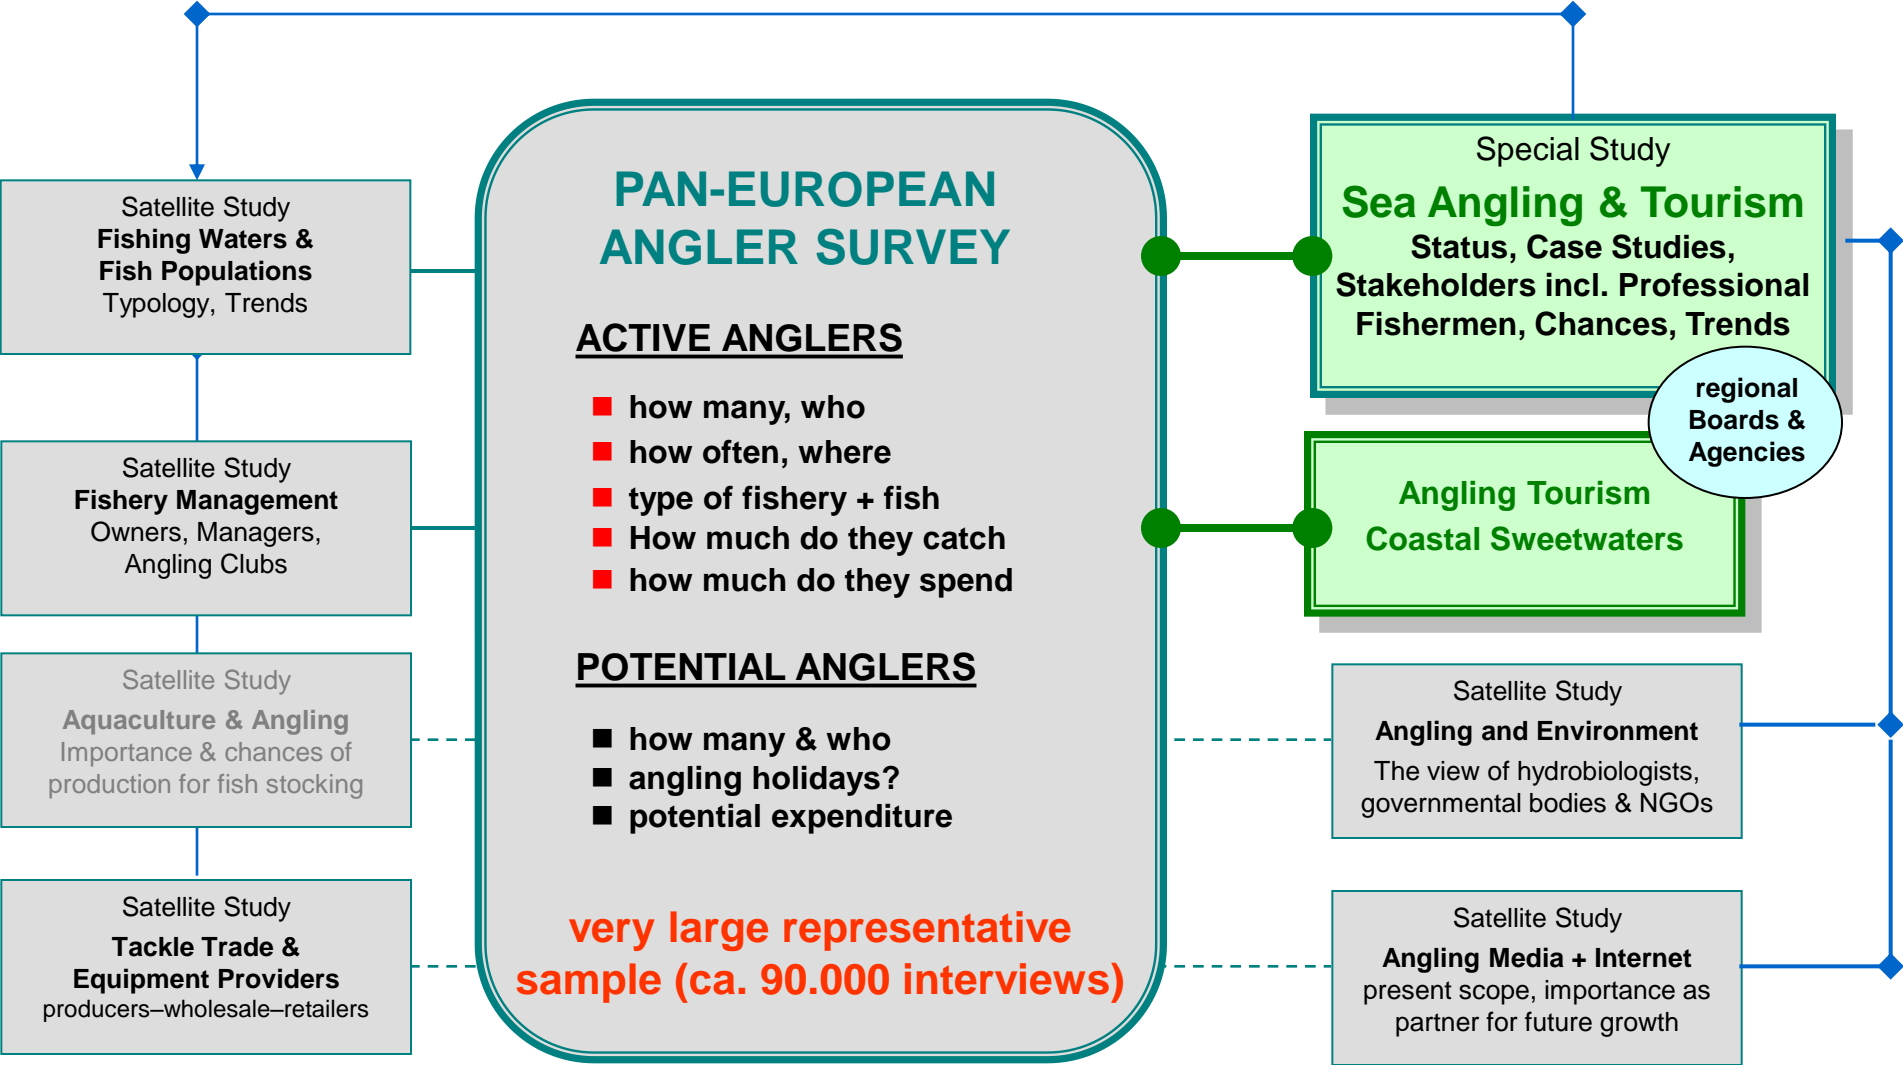 Satellite Study
Fishing Waters &
Fish Populations
Typology, Trends
Satellite Study
Fishery Management
Owners, Managers,
Angling Clubs
Satellite Study
Aquaculture & Angling
Importance & chances of
production for fish stocking
Satellite Study
Tackle Trade &
Equipment Providers
producers–wholesale–retailers
PAN-EUROPEAN
ANGLER SURVEY
ACTIVE ANGLERS
how many, who
how often, where
type of fishery + fish
How much do they catch
how much do they spend
POTENTIAL ANGLERS
how many & who
angling holidays?
potential expenditure
very large representative
sample (ca. 90.000 interviews)
Special Study
Sea Angling & Tourism
Status, Case Studies,
Stakeholders incl. Professional
Fishermen, Chances, Trends
regional
Boards &
Agencies
Angling Tourism
Coastal Sweetwaters
Satellite Study
Angling and Environment
The view of hydrobiologists,
governmental bodies & NGOs
Satellite Study
Angling Media + Internet
present scope, importance as
partner for future growth